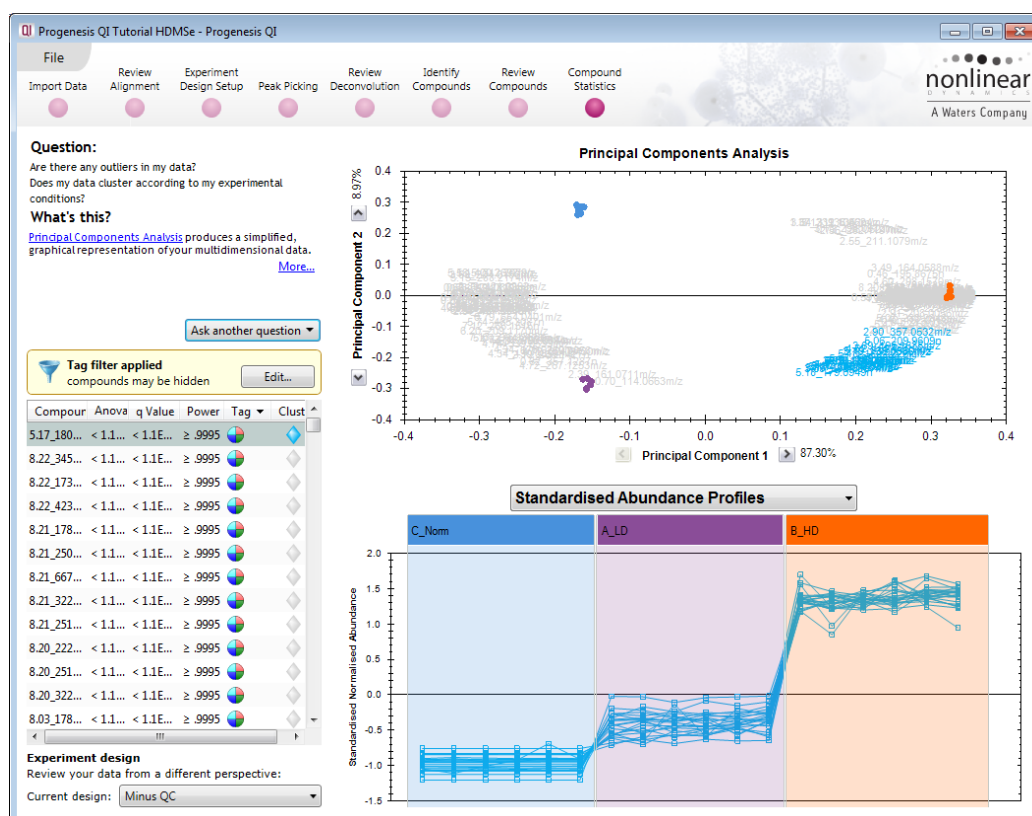 QI Progenesis QI Tutorial HDMSe - Progenesis QI
File
Import Data
Review Alignment
Experiment Design Setup
Peak Picking
Review Deconvolution
Identify Compounds
Review Compounds
Compound Statistics
nonlinear
DYNAMICS
A Waters Company
Question:
Are there any outliers in my data?
Does my data cluster according to my experimental
conditions?
What's this?
Principal Components Analysis produces a simplified,
graphical representation of your multidimensional data.
More...
Ask another question
Tag filter applied
compounds may be hidden
Edit...
Compour Anova q Value Power Tag Clust
5.17_180... < 1.1... < 1.1E... ≥ .9995
8.22_345... < 1.1... < 1.1E... ≥ .9995
8.22_173... < 1.1... < 1.1E... ≥ .9995
8.22_423... < 1.1... < 1.1E... ≥ .9995
8.21_178... < 1.1... < 1.1E... ≥ .9995
8.21_250... < 1.1... < 1.1E... ≥ .9995
8.21_667... < 1.1... < 1.1E... ≥ .9995
8.21_322... < 1.1... < 1.1E... ≥ .9995
8.21_251... < 1.1... < 1.1E... ≥ .9995
8.20_222... < 1.1... < 1.1E... ≥ .9995
8.20_251... < 1.1... < 1.1E... ≥ .9995
8.20_322... < 1.1... < 1.1E... ≥ .9995
8.03_178... < 1.1... < 1.1E... ≥ .9995
Experiment design
Review your data from a different perspective:
Current design: Minus QC
Principal Components Analysis
8.97%
Principal Component 2
0.4
0.3
0.2
0.1
0.0
-0.1
-0.2
-0.3
-0.4
2.55_211.1079m/z
2.90_357.0632m/z
-0.4 -0.3 -0.2 -0.1 0.0 0.1 0.2 0.3 0.4
Principal Component 1 87.30%
Standardised Abundance Profiles
C_Norm A_LD B_HD
Standardised Normalised Abundance
2.0
1.5
1.0
0.5
0.0
-0.5
-1.0
-1.5